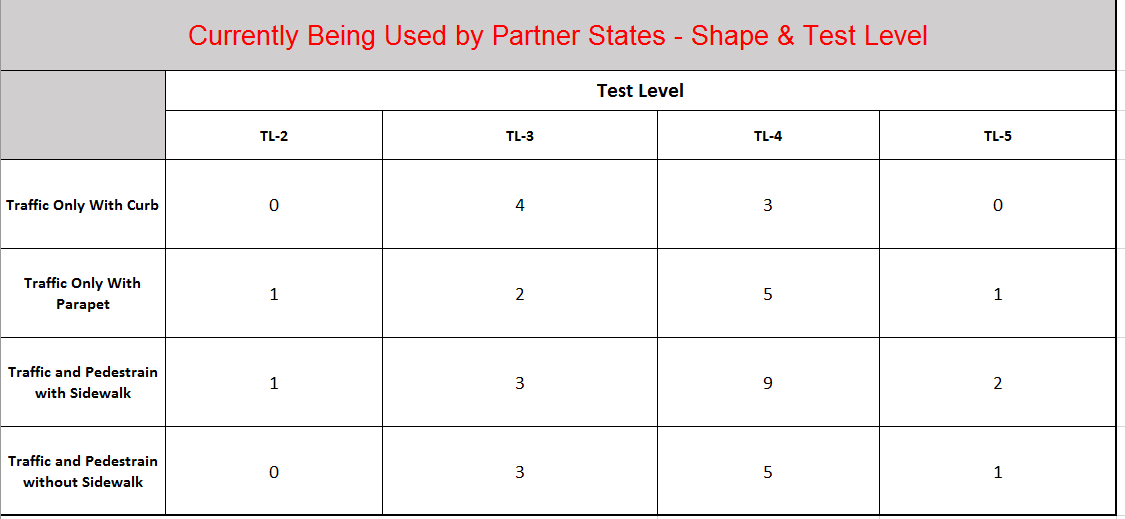 Currently Being Used by Partner States - Shape & Test Level
Test Level
TL-2 TL-3 TL-4 TL-5
Traffic Only With Curb 0 4 3 0
Traffic Only With
Parapet 1 2 5 1
Traffic and Pedestrain
with Sidewalk 1 3 9 2
Traffic and Pedestrain
without Sidewalk 0 3 5 1